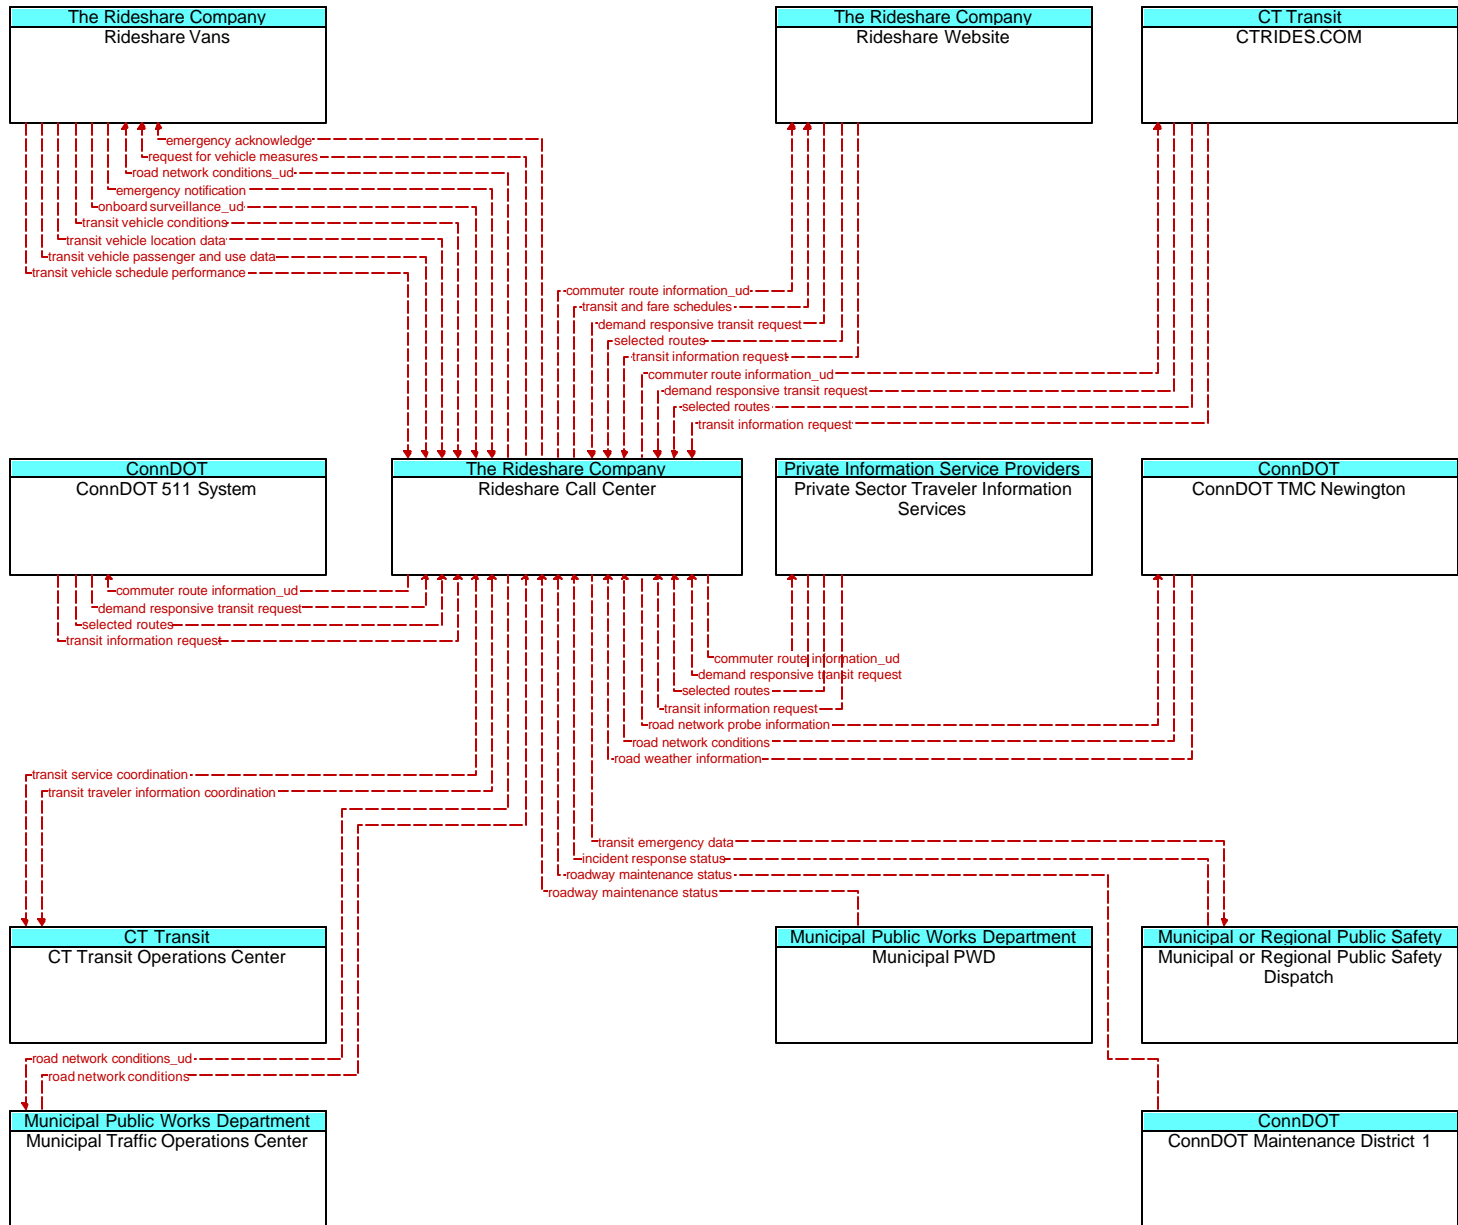 The Rideshare Company
Rideshare Vans
The Rideshare Company
Rideshare Website
CT Transit
CTRIDES.COM
emergency acknowledge
request for vehicle measures
road network conditions_ud
emergency notification
onboard surveillance_ud
transit vehicle conditions
transit vehicle location data
transit vehicle passenger and use data
transit vehicle schedule performance
commuter route information_ud
transit and fare schedules
demand responsive transit request
selected routes
transit information request
commuter route information_ud
demand responsive transit request
selected routes
transit information request
ConnDOT
ConnDOT 511 System
The Rideshare Company
Rideshare Call Center
Private Information Service Providers
Private Sector Traveler Information
Services
ConnDOT
ConnDOT TMC Newington
commuter route information_ud
demand responsive transit request
selected routes
transit information request
commuter route information_ud
demand responsive transit request
selected routes
transit information request
road network probe information
road network conditions
road weather information
transit service coordination
transit traveler information coordination
transit emergency data
incident response status
roadway maintenance status
roadway maintenance status
CT Transit
CT Transit Operations Center
Municipal Public Works Department
Municipal PWD
Municipal or Regional Public Safety
Municipal or Regional Public Safety
Dispatch
road network conditions_ud
road network conditions
Municipal Public Works Department
Municipal Traffic Operations Center
ConnDOT
ConnDOT Maintenance District 1